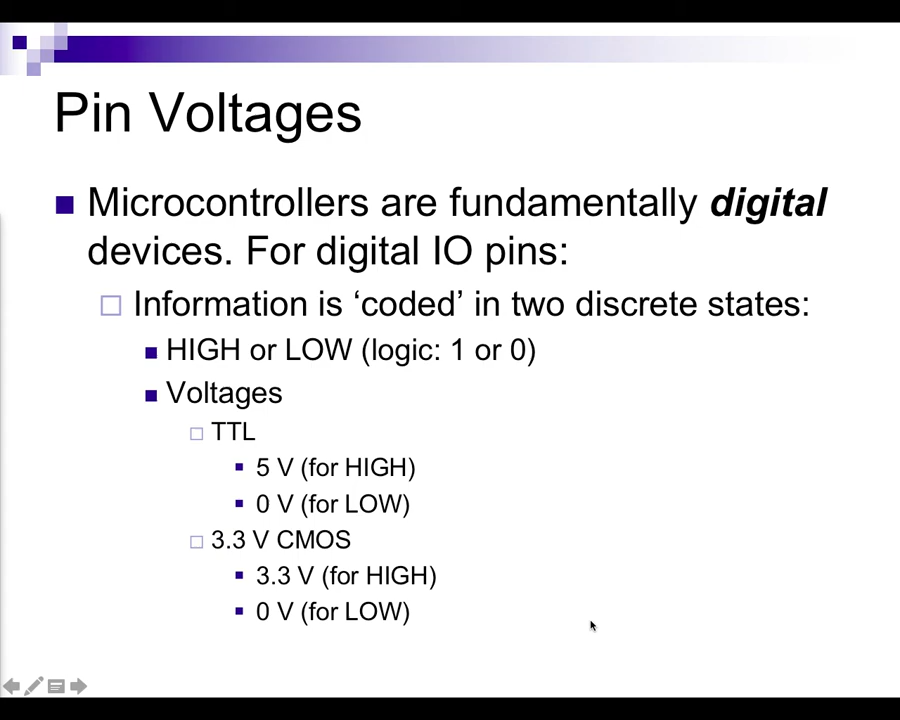 Pin Voltages
Microcontrollers are fundamentally digital
devices. For digital IO pins:
Information is ‘coded’ in two discrete states:
HIGH or LOW (logic: 1 or 0)
Voltages
TTL
5 V (for HIGH)
0 V (for LOW)
3.3 V CMOS
3.3 V (for HIGH)
0 V (for LOW)